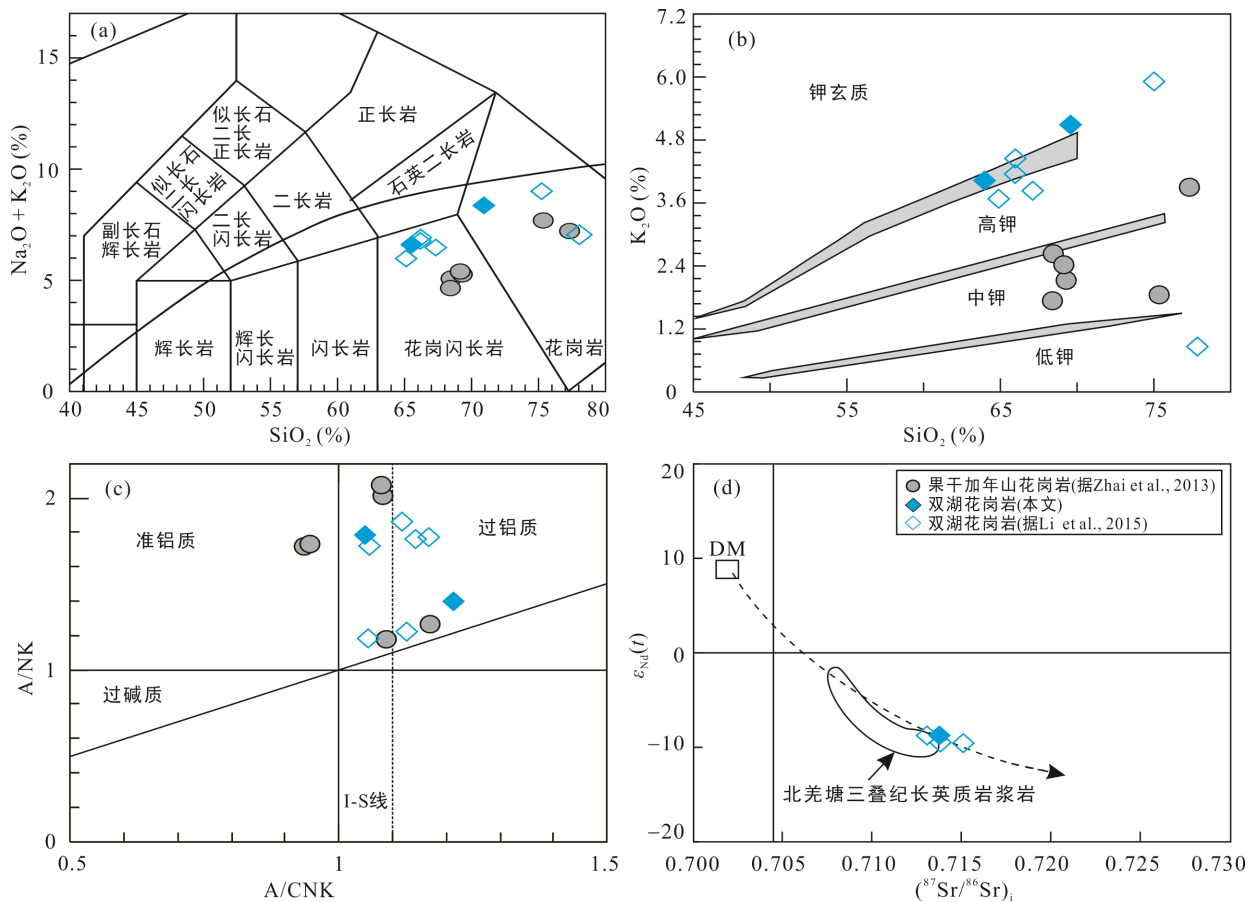 (a)
Na₂O + K₂O (%)
15
10
5
0
似长石
二长
正长岩
正长岩
似长石
二长
闪长岩
石英二长岩
二长岩
副长石
辉长岩
二长
闪长岩
辉长岩
辉长
闪长岩
闪长岩
花岗闪长岩
花岗岩
40 45 50 55 60 65 70 75 80
SiO₂ (%)
(b)
K₂O (%)
7.2
6.0
4.8
3.6
2.4
1.2
0
钾玄质
高钾
中钾
低钾
45 55 65 75
SiO₂ (%)
(c)
A/NK
2
1
0
准铝质
过铝质
过碱质
I-S线
0.5 1 1.5
A/CNK
(d)
εNd(t)
20
10
0
−10
−20
果干加年山花岗岩(据Zhai et al., 2013)
双湖花岗岩(本文)
双湖花岗岩(据Li et al., 2015)
DM
北羌塘三叠纪长英质岩浆岩
0.700 0.705 0.710 0.715 0.720 0.725 0.730
(⁸⁷Sr/⁸⁶Sr)ᵢ